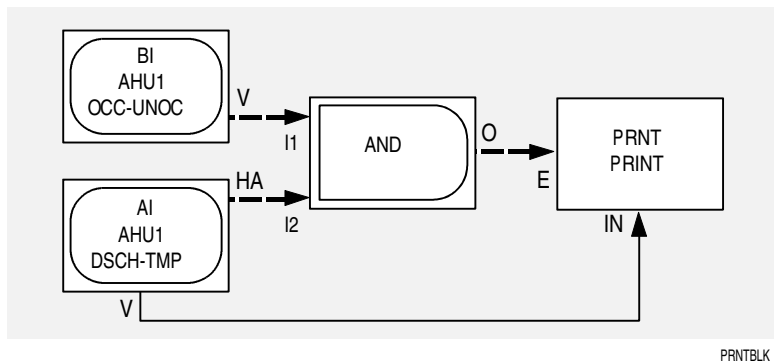 BI
AHU1
OCC-UNOC
V
I1
HA
I2
AI
AHU1
DSCH-TMP
V
AND
O
E
PRNT
PRINT
IN
PRNTBLK